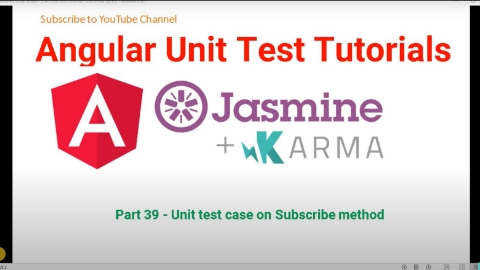 Subscribe to YouTube Channel
Angular Unit Test Tutorials
A
Jasmine
+ KARMA
Part 39 - Unit test case on Subscribe method